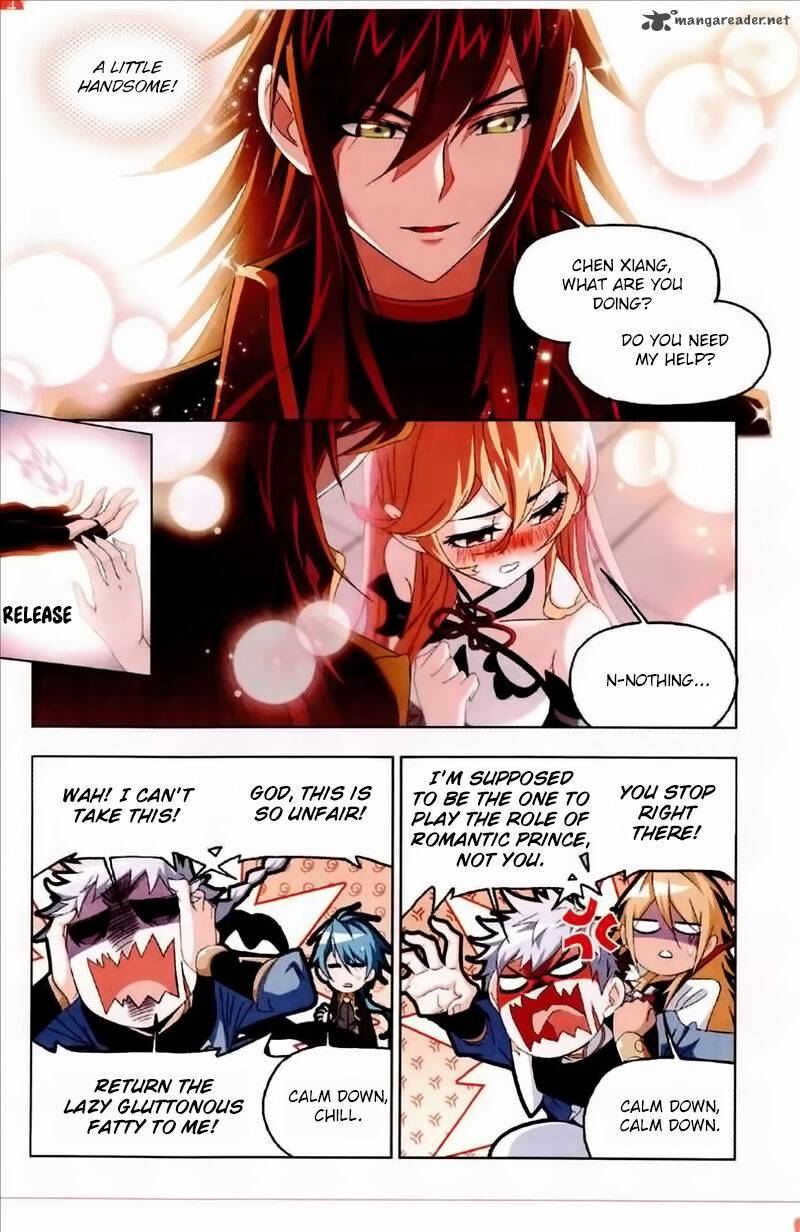 mangareader.net
A LITTLE
HANDSOME!
CHEN XIANG,
WHAT ARE YOU
DOING?
DO YOU NEED
MY HELP?
RELEASE
N-NOTHING...
WAH! I CAN'T
TAKE THIS!
GOD, THIS IS
SO UNFAIR!
RETURN THE
LAZY GLUTTONOUS
FATTY TO ME!
CALM DOWN,
CHILL.
I'M SUPPOSED
TO BE THE ONE TO
PLAY THE ROLE OF
ROMANTIC PRINCE,
NOT YOU.
YOU STOP
RIGHT
THERE!
CALM DOWN,
CALM DOWN.